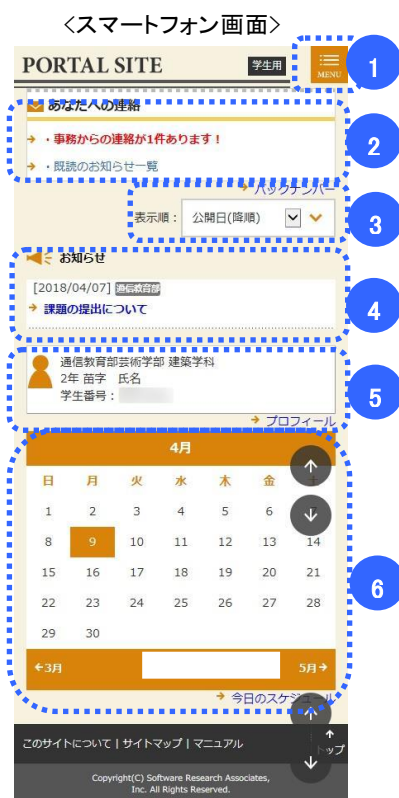 <スマートフォン画面>
PORTAL SITE 学生用 MENU
1
あなたへの連絡
・事務からの連絡が1件あります!
2
・既読のお知らせ一覧
バックナンバー
表示順: 公開日(降順)
3
お知らせ
[2018/04/07] 通信教育部
課題の提出について
4
通信教育部芸術学部 建築学科
2年 苗字 氏名
学生番号:
5
プロフィール
4月
日 月 火 水 木 金
1 2 3 4 5 6
8 9 10 11 12 13 14
15 16 17 18 19 20 21
6
22 23 24 25 26 27 28
29 30
←3月 5月→
今日のスケジュール
このサイトについて | サイトマップ | マニュアル
トップ
Copyright(C) Software Research Associates,
Inc. All Rights Reserved.